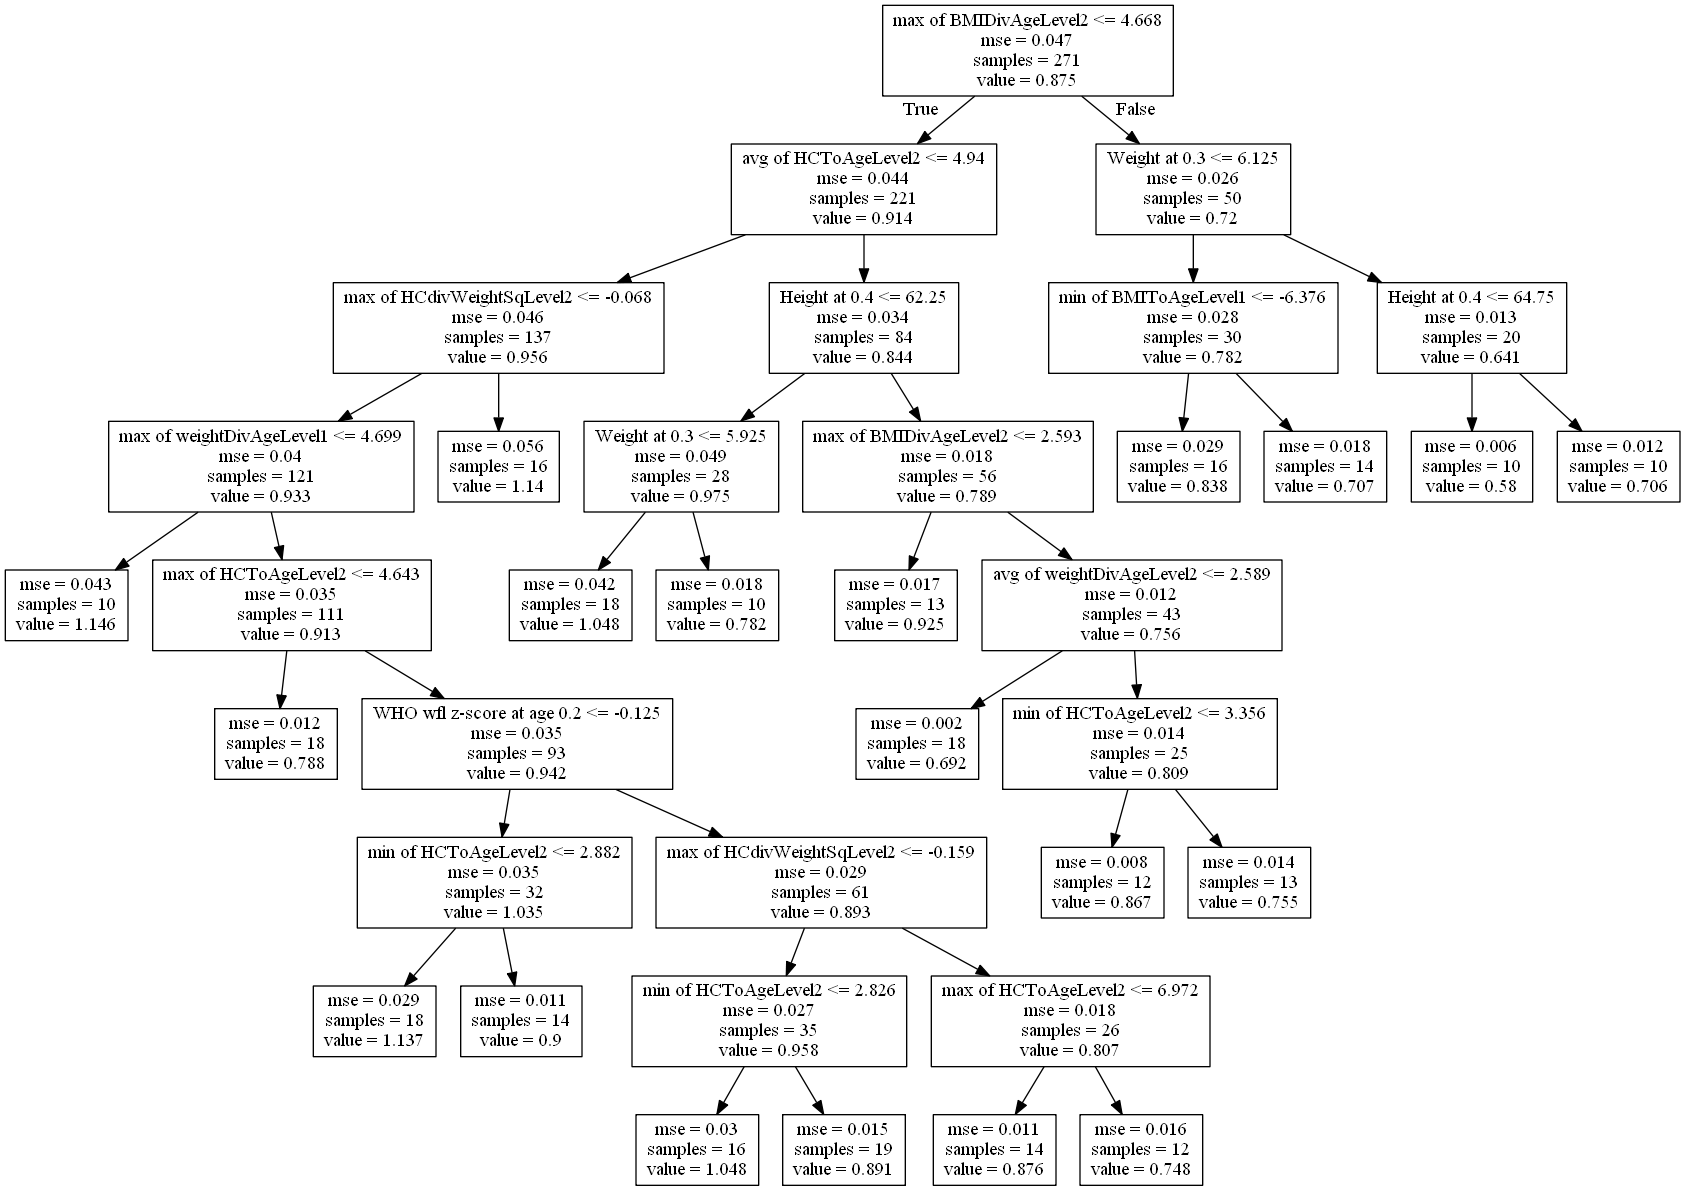 max of BMIDivAgeLevel2 <= 4.668
mse = 0.047
samples = 271
value = 0.875
True
False
avg of HCToAgeLevel2 <= 4.94
mse = 0.044
samples = 221
value = 0.914
Weight at 0.3 <= 6.125
mse = 0.026
samples = 50
value = 0.72
max of HCdivWeightSqLevel2 <= -0.068
mse = 0.046
samples = 137
value = 0.956
Height at 0.4 <= 62.25
mse = 0.034
samples = 84
value = 0.844
min of BMIToAgeLevel1 <= -6.376
mse = 0.028
samples = 30
value = 0.782
Height at 0.4 <= 64.75
mse = 0.013
samples = 20
value = 0.641
max of weightDivAgeLevel1 <= 4.699
mse = 0.04
samples = 121
value = 0.933
mse = 0.056
samples = 16
value = 1.14
Weight at 0.3 <= 5.925
mse = 0.049
samples = 28
value = 0.975
max of BMIDivAgeLevel2 <= 2.593
mse = 0.018
samples = 56
value = 0.789
mse = 0.029
samples = 16
value = 0.838
mse = 0.018
samples = 14
value = 0.707
mse = 0.006
samples = 10
value = 0.58
mse = 0.012
samples = 10
value = 0.706
mse = 0.043
samples = 10
value = 1.146
max of HCToAgeLevel2 <= 4.643
mse = 0.035
samples = 111
value = 0.913
mse = 0.042
samples = 18
value = 1.048
mse = 0.018
samples = 10
value = 0.782
mse = 0.017
samples = 13
value = 0.925
avg of weightDivAgeLevel2 <= 2.589
mse = 0.012
samples = 43
value = 0.756
mse = 0.012
samples = 18
value = 0.788
WHO wfl z-score at age 0.2 <= -0.125
mse = 0.035
samples = 93
value = 0.942
mse = 0.002
samples = 18
value = 0.692
min of HCToAgeLevel2 <= 3.356
mse = 0.014
samples = 25
value = 0.809
min of HCToAgeLevel2 <= 2.882
mse = 0.035
samples = 32
value = 1.035
max of HCdivWeightSqLevel2 <= -0.159
mse = 0.029
samples = 61
value = 0.893
mse = 0.008
samples = 12
value = 0.867
mse = 0.014
samples = 13
value = 0.755
mse = 0.029
samples = 18
value = 1.137
mse = 0.011
samples = 14
value = 0.9
min of HCToAgeLevel2 <= 2.826
mse = 0.027
samples = 35
value = 0.958
max of HCToAgeLevel2 <= 6.972
mse = 0.018
samples = 26
value = 0.807
mse = 0.03
samples = 16
value = 1.048
mse = 0.015
samples = 19
value = 0.891
mse = 0.011
samples = 14
value = 0.876
mse = 0.016
samples = 12
value = 0.748